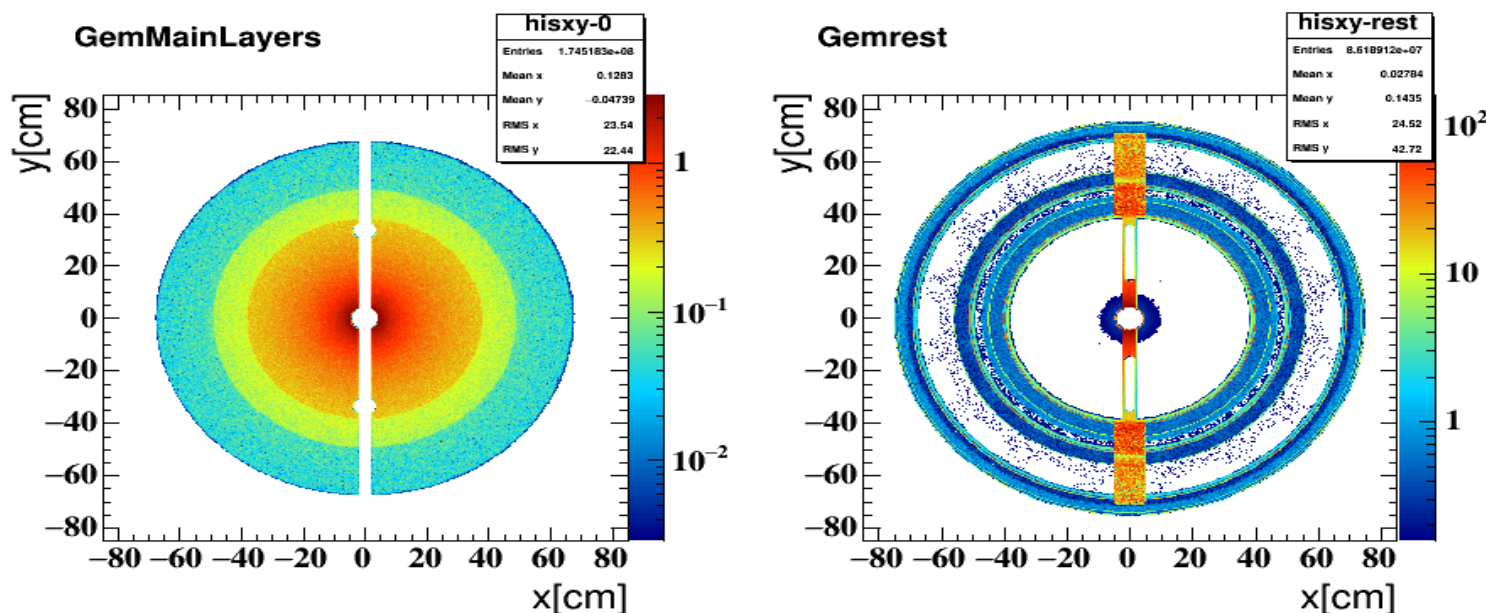 GemMainLayers
hisxy-0
Entries 1.745183e+08
Mean x 0.1283
Mean y −0.04739
RMS x 23.54
RMS y 22.44
y[cm]
80
60
40
20
0
−20
−40
−60
−80
−80 −60 −40 −20 0 20 40 60 80
x[cm]
1
10−1
10−2
Gemrest
hisxy-rest
Entries 8.618912e+07
Mean x 0.02784
Mean y 0.1435
RMS x 24.52
RMS y 42.72
y[cm]
80
60
40
20
0
−20
−40
−60
−80
−80 −60 −40 −20 0 20 40 60 80
x[cm]
10²
10
1